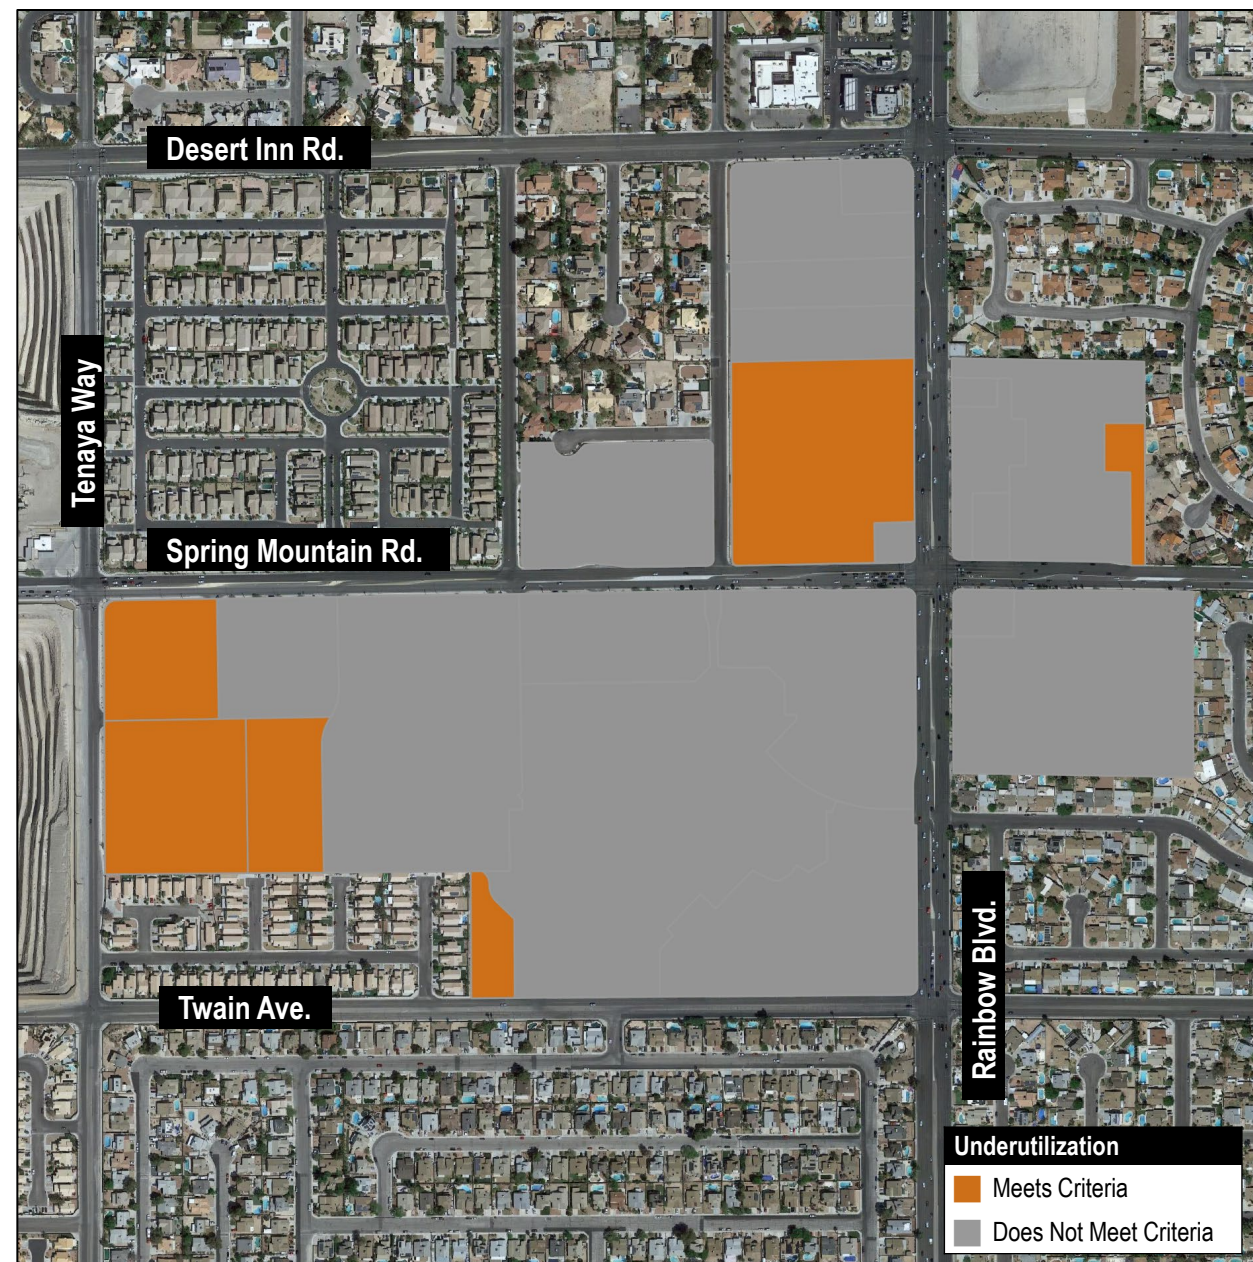 Desert Inn Rd.
Tenaya Way
Spring Mountain Rd.
Twain Ave.
Rainbow Blvd.
Underutilization
Meets Criteria
Does Not Meet Criteria